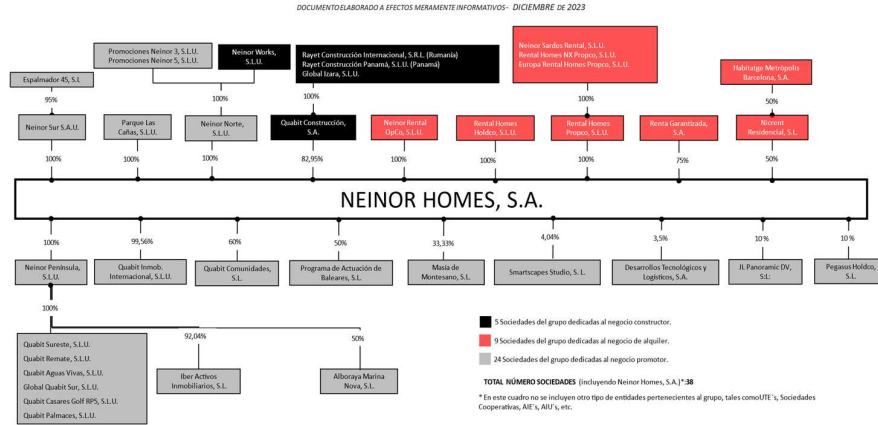 DOCUMENTO ELABORADO A EFECTOS MERAMENTE INFORMATIVOS- DICIEMBRE DE 2023
Espalmador 45, S.L
Promociones Neinor 3, S.L.U.
Promociones Neinor 5, S.L.U.
Neinor Works,
S.L.U.
Rayet Construcción Internacional, S.R.L (Rumanía)
Rayet Construcción Panamá, S.L.U. (Panamá)
Global Izara, S.L.U.
Neinor Sardes Rental, S.L.U.
Rental Homes NX Propco, S.L.U.
Europa Rental Homes Propco, S.L.U.
Habitatge Metròpolis
Barcelona, S.A.
95%
100%
100%
100%
50%
Neinor Sur S.A.U.
Parque Las
Cañas, S.L.U.
Neinor Norte,
S.L.U.
Quabit Construcción,
S.A.
Neinor Rental
OpCo, S.L.U.
Rental Homes
Holdco, S.L.U.
Rental Homes
Propco, S.L.U.
Renta Garantizada,
S.A.
Nicrent
Residencial, S.L.
100%
100%
100%
82,95%
100%
100%
100%
75%
50%
NEINOR HOMES, S.A.
100%
99,56%
60%
50%
33,33%
4,04%
3,5%
10 %
10 %
Neinor Península,
S.L.U.
Quabit Inmob.
Internacional, S.L.U.
Quabit Comunidades,
S.L.
Programa de Actuación de
Baleares, S.L.
Masía de
Montesano, S.L.
Smartscapes Studio, S. L.
Desarrollos Tecnológicos y
Logísticos, S.A.
JL Panoramic DV,
S:L:
Pegasus Holdco,
S.L.
100%
92,04%
50%
Quabit Sureste, S.L.U.
Quabit Remate, S.L.U.
Quabit Aguas Vivas, S.L.U.
Global Quabit Sur, S.L.U.
Quabit Casares Golf RP5, S.L.U.
Quabit Palmaces, S.L.U.
Iber Activos
Inmobiliarios, S.L.
Alboraya Marina
Nova, S.L.
5 Sociedades del grupo dedicadas al negocio constructor.
9 Sociedades del grupo dedicadas al negocio de alquiler.
24 Sociedades del grupo dedicadas al negocio promotor.
TOTAL NÚMERO SOCIEDADES (incluyendo Neinor Homes, S.A.)*:38
* En este cuadro no se incluyen otro tipo de entidades pertenecientes al grupo, tales comoUTE´s, Sociedades
Cooperativas, AIE´s, AIU´s, etc.